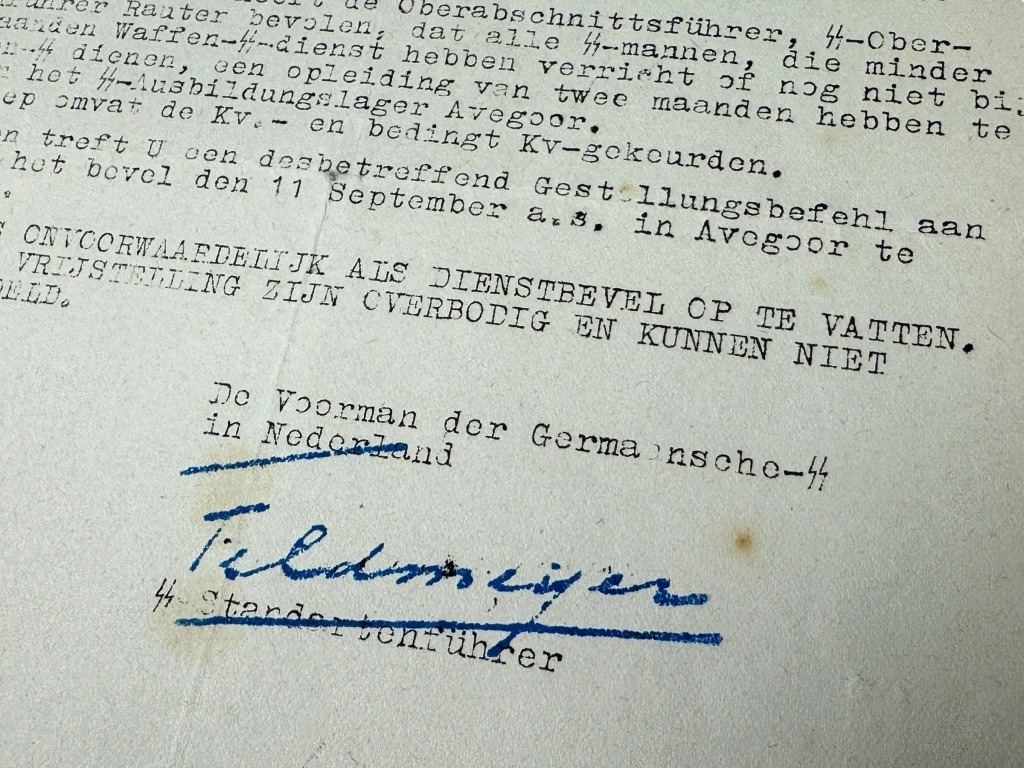 de Oberabschnittsführer, ᛋᛋ-Ober-
Rauter bevolen, dat alle ᛋᛋ-mannen, die minder
Waffen-ᛋᛋ-dienst hebben verricht of nog niet bij
ᛋᛋ dienen, een opleiding van twee maanden hebben te
het ᛋᛋ-Ausbildungslager Avegoor.
omvat de Kv.- en bedingt Kv-gekeurden.
treft U een desbetreffend Gestellungsbefehl aan
het bevel den 11 September a.s. in Avegoor te
ONVOORWAARDELIJK ALS DIENSTBEVEL OP TE VATTEN.
VRIJSTELLING ZIJN OVERBODIG EN KUNNEN NIET
De Voorman der Germaansche-ᛋᛋ
in Nederland
Feldmeijer
ᛋᛋ-Standartenführer